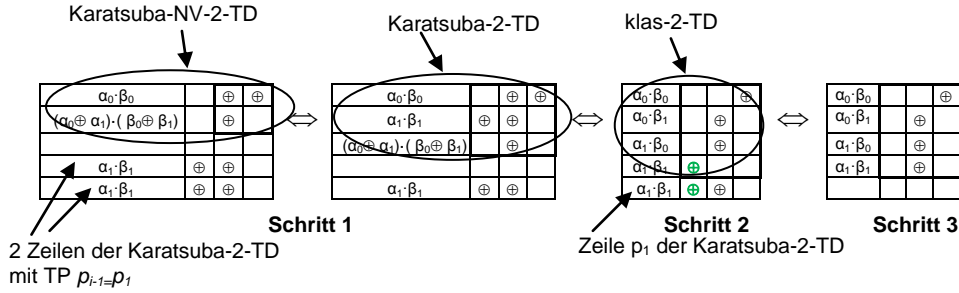 Karatsuba-NV-2-TD
Karatsuba-2-TD
klas-2-TD
α₀·β₀ ⊕ ⊕
(α₀⊕ α₁)·( β₀⊕ β₁) ⊕
α₁·β₁ ⊕ ⊕
α₁·β₁ ⊕ ⊕
⇔
α₀·β₀ ⊕ ⊕
α₁·β₁ ⊕ ⊕
(α₀⊕ α₁)·( β₀⊕ β₁) ⊕
α₁·β₁ ⊕ ⊕
⇔
α₀·β₀ ⊕
α₀·β₁ ⊕
α₁·β₀ ⊕
α₁·β₁ ⊕
α₁·β₁ ⊕ ⊕
⇔
α₀·β₀ ⊕
α₀·β₁ ⊕
α₁·β₀ ⊕
α₁·β₁ ⊕
Schritt 1
Schritt 2
Schritt 3
2 Zeilen der Karatsuba-2-TD
mit TP pᵢ₋₁=p₁
Zeile p₁ der Karatsuba-2-TD